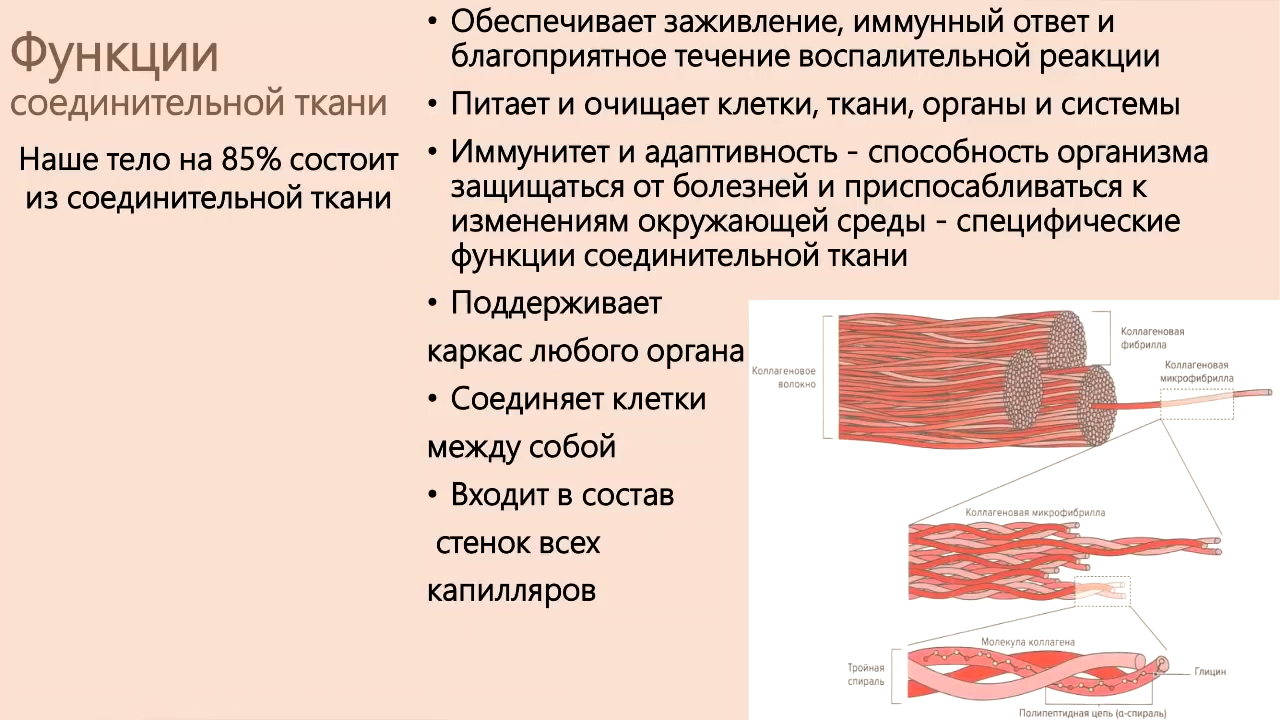 Функции
соединительной ткани
Наше тело на 85% состоит
из соединительной ткани
• Обеспечивает заживление, иммунный ответ и
благоприятное течение воспалительной реакции
• Питает и очищает клетки, ткани, органы и системы
• Иммунитет и адаптивность - способность организма
защищаться от болезней и приспосабливаться к
изменениям окружающей среды - специфические
функции соединительной ткани
• Поддерживает
каркас любого органа
• Соединяет клетки
между собой
• Входит в состав
стенок всех
капилляров
Коллагеновая
фибрилла
Коллагеновое
волокно
Коллагеновая
микрофибрилла
Коллагеновая микрофибрилла
Молекула коллагена
Тройная
спираль
Глицин
Полипептидная цепь (α-спираль)